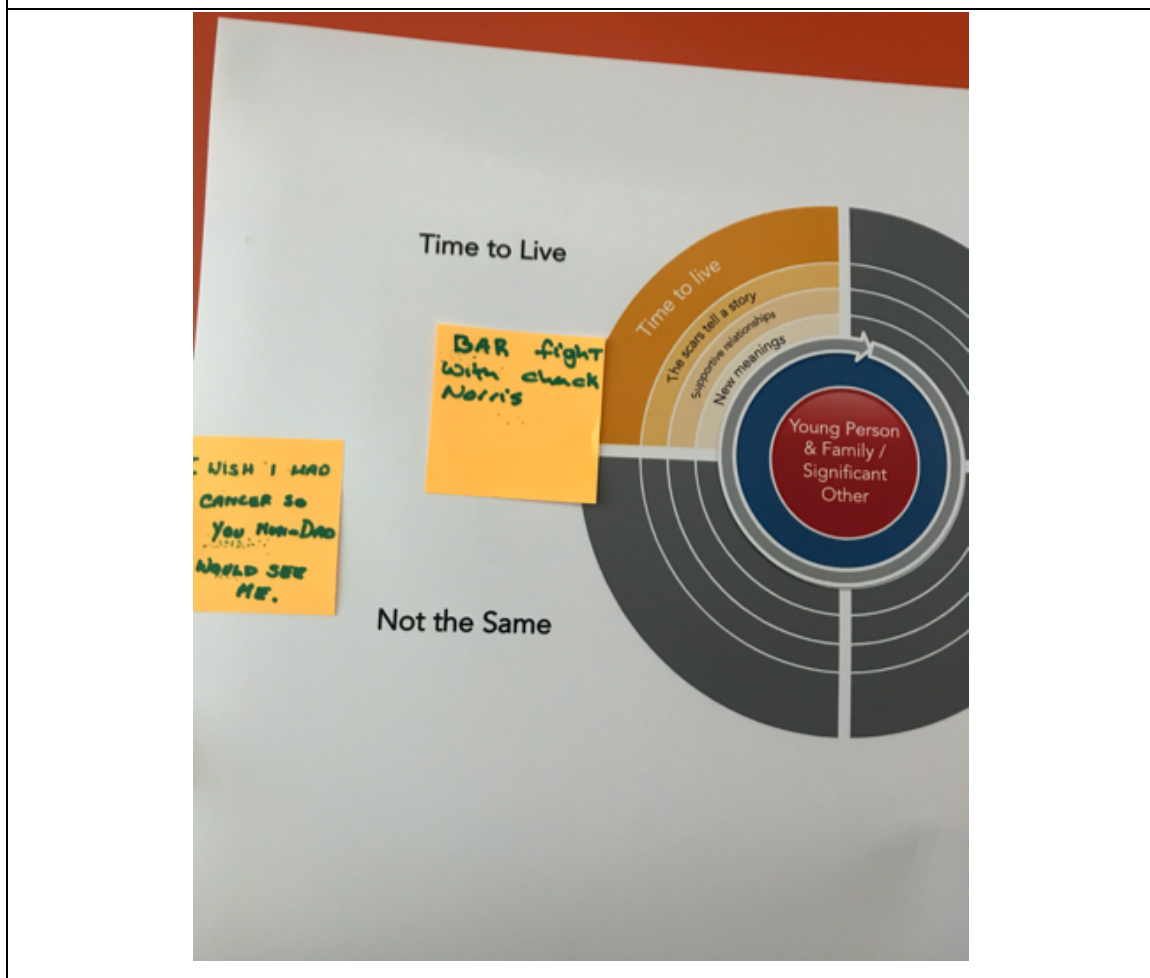 Time to Live
Time to live
The scars tell a story
Supportive relationships
New meanings
BAR fight
with chuck
Norris
Young Person
& Family /
Significant
Other
I WISH I HAD
CANCER SO
YOU MUM-DAD
WOULD SEE
ME.
Not the Same